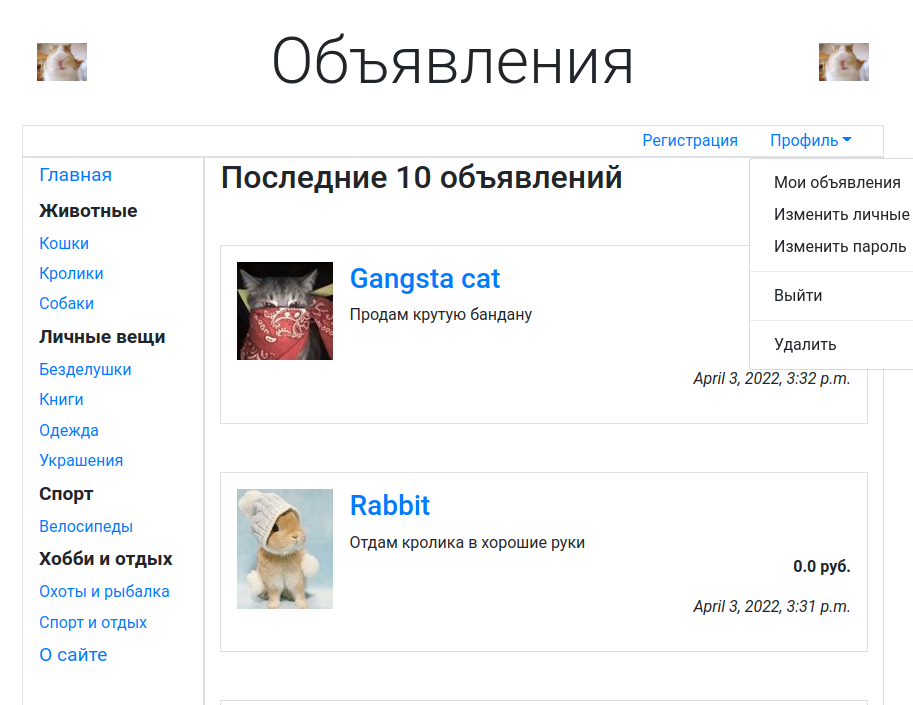 Объявления
Регистрация Профиль
Главная
Животные
Кошки
Кролики
Собаки
Личные вещи
Безделушки
Книги
Одежда
Украшения
Спорт
Велосипеды
Хобби и отдых
Охоты и рыбалка
Спорт и отдых
О сайте
Последние 10 объявлений
Мои объявления
Изменить личные
Изменить пароль
Выйти
Удалить
Gangsta cat
Продам крутую бандану
April 3, 2022, 3:32 p.m.
Rabbit
Отдам кролика в хорошие руки
0.0 руб.
April 3, 2022, 3:31 p.m.